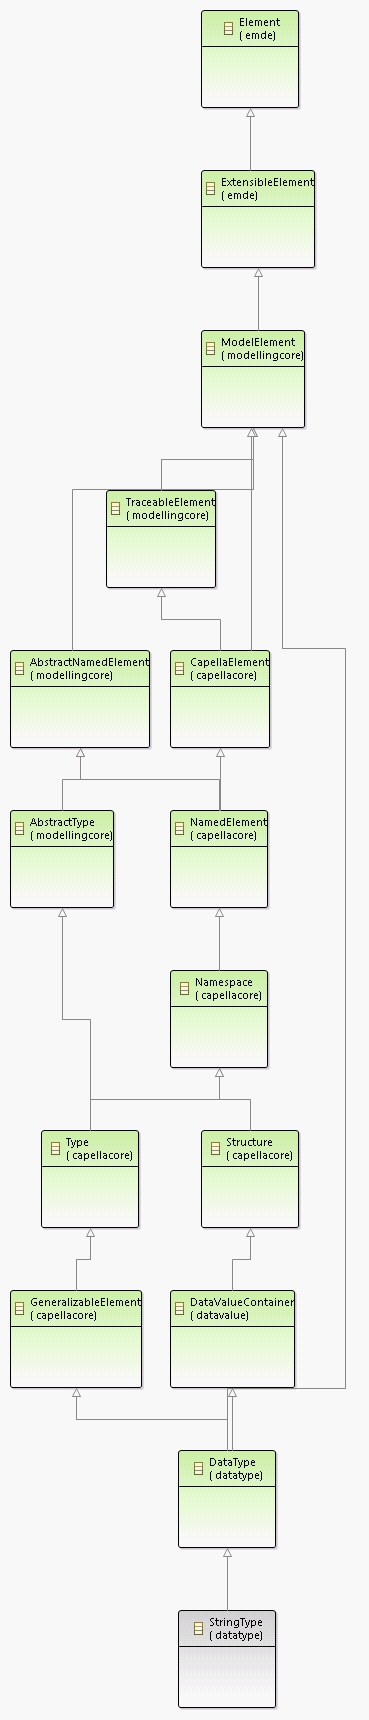 Element
( emde)
ExtensibleElement
( emde)
ModelElement
( modellingcore)
TraceableElement
( modellingcore)
AbstractNamedElement
( modellingcore)
CapellaElement
( capellacore)
AbstractType
( modellingcore)
NamedElement
( capellacore)
Namespace
( capellacore)
Type
( capellacore)
Structure
( capellacore)
GeneralizableElement
( capellacore)
DataValueContainer
( datavalue)
DataType
( datatype)
StringType
( datatype)